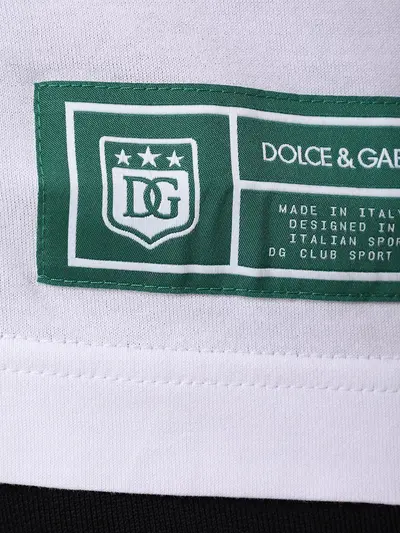 DG
DOLCE & GAB
MADE IN ITALY
DESIGNED IN
ITALIAN SPOR
DG CLUB SPORT